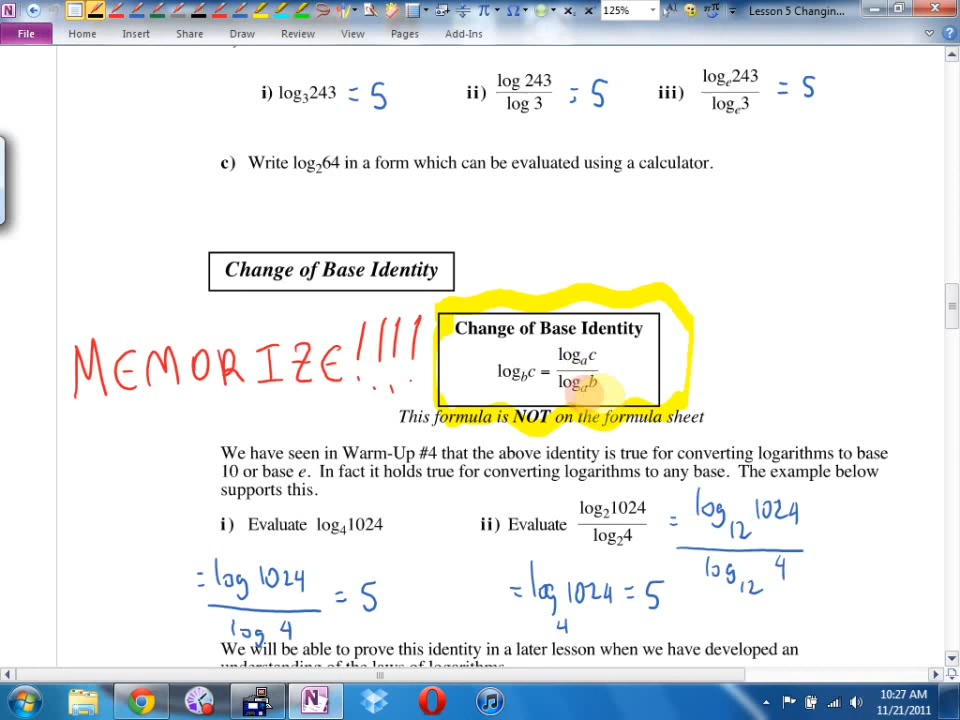 125%
Lesson 5 Changin...
File Home Insert Share Draw Review View Pages Add-Ins
i) log₃243 = 5 ii) log 243 / log 3 = 5 iii) logₑ243 / logₑ3 = 5
c) Write log₂64 in a form which can be evaluated using a calculator.
Change of Base Identity
MEMORIZE!!!!
Change of Base Identity
log_b c = log_a c / log_a b
This formula is NOT on the formula sheet
We have seen in Warm-Up #4 that the above identity is true for converting logarithms to base
10 or base e. In fact it holds true for converting logarithms to any base. The example below
supports this.
i) Evaluate log₄1024 ii) Evaluate log₂1024 / log₂4 = log₁₂ 1024 / log₁₂ 4
= log 1024 / log 4 = 5 = log₄ 1024 = 5
We will be able to prove this identity in a later lesson when we have developed an
understanding of the laws of logarithms.
10:27 AM
11/21/2011